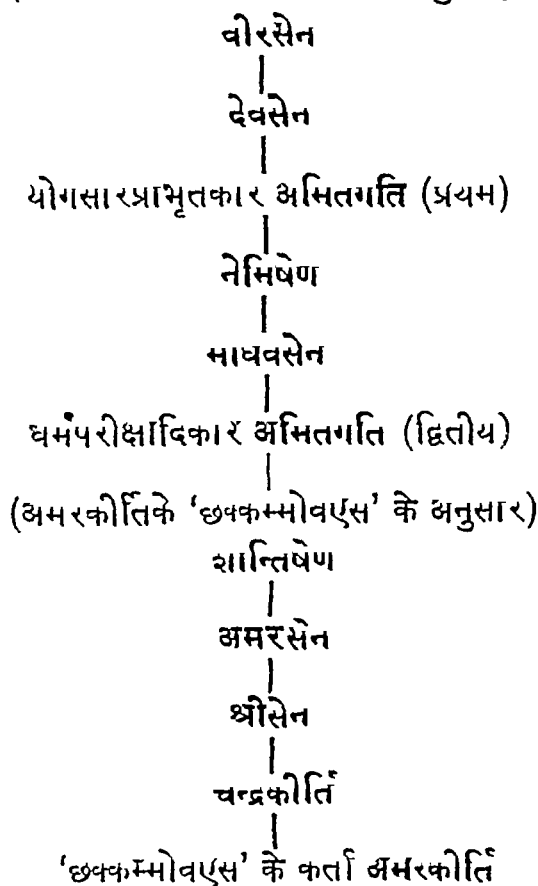 वीरसेन
देवसेन
योगसारप्राभृतकार अमितगति (प्रथम)
नेमिषेण
माधवसेन
धर्मपरीक्षादिकार अमितगति (द्वितीय)
(अमरकीर्तिके ‘छक्कम्मोवएस’ के अनुसार)
शान्तिषेण
अमरसेन
श्रीसेन
चन्द्रकीर्ति
‘छक्कम्मोवएस’ के कर्ता अमरकीर्ति